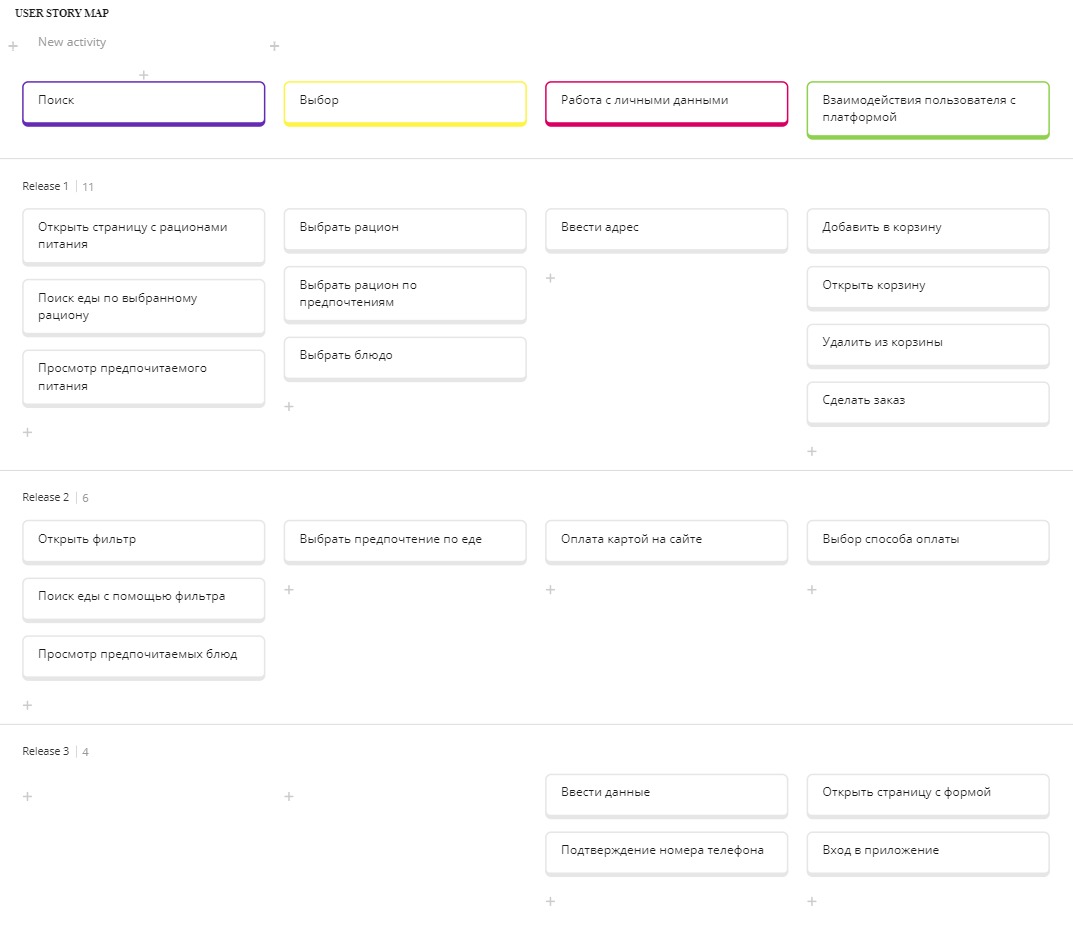 USER STORY MAP
+ New activity +
+
Поиск
Выбор
Работа с личными данными
Взаимодействия пользователя с
платформой
Release 1 | 11
Открыть страницу с рационами
питания
Поиск еды по выбранному
рациону
Просмотр предпочитаемого
питания
+
Выбрать рацион
Выбрать рацион по
предпочтениям
Выбрать блюдо
+
Ввести адрес
+
Добавить в корзину
Открыть корзину
Удалить из корзины
Сделать заказ
+
Release 2 | 6
Открыть фильтр
Поиск еды с помощью фильтра
Просмотр предпочитаемых блюд
+
Выбрать предпочтение по еде
+
Оплата картой на сайте
+
Выбор способа оплаты
+
Release 3 | 4
+
+
Ввести данные
Подтверждение номера телефона
+
Открыть страницу с формой
Вход в приложение
+